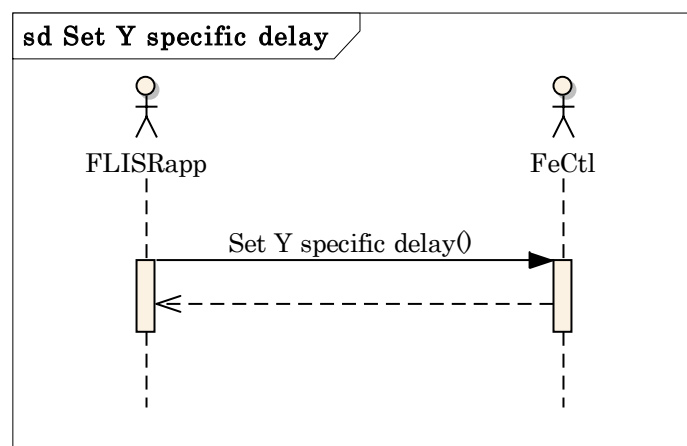 sd Set Y specific delay
FLISRapp
FeCtl
Set Y specific delay()